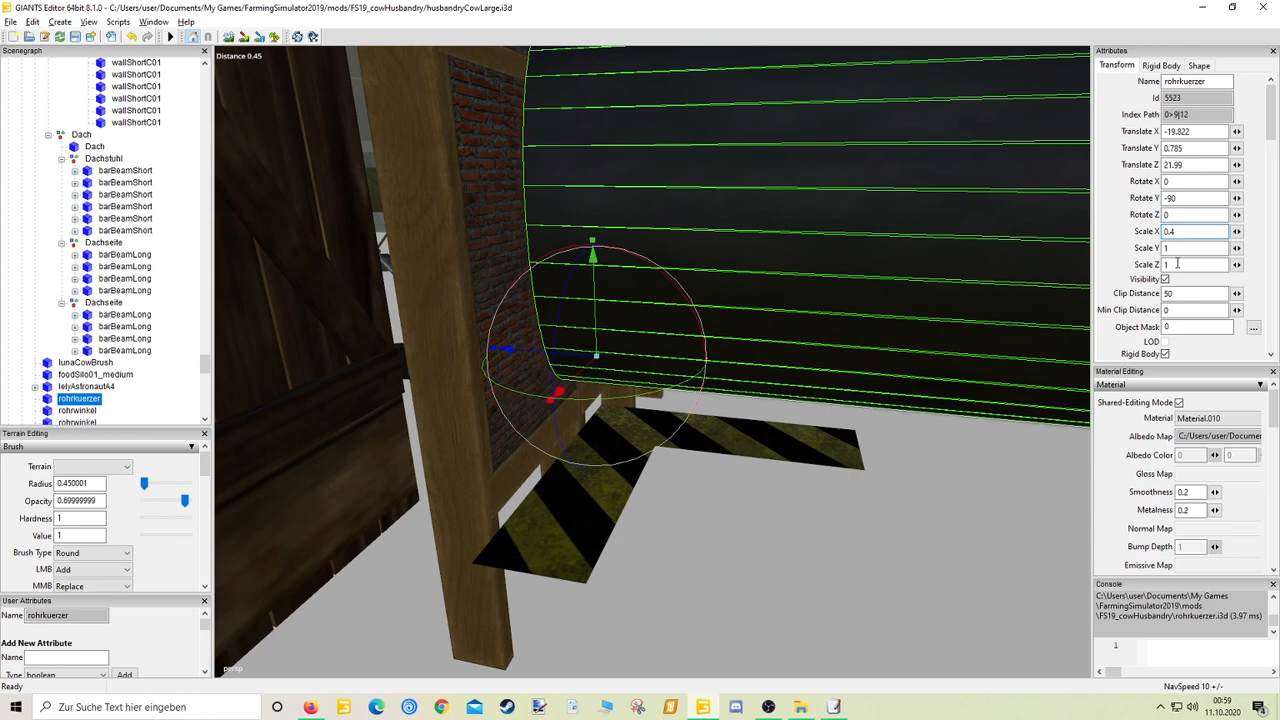 GIANTS Editor 64bit - C:/Users/user/Documents/My Games/FarmingSimulator2019/mods/FS19_cowHusbandry/husbandryCowLarge.i3d
File Edit Create View Scripts Window Help
Scenegraph
wallShortC01
wallShortC01
wallShortC01
wallShortC01
wallShortC01
wallShortC01
Dach
Dach
Dachstuhl
barBeamShort
barBeamShort
barBeamShort
barBeamShort
barBeamShort
barBeamShort
Dachseite
barBeamLong
barBeamLong
barBeamLong
barBeamLong
Dachseite
barBeamLong
barBeamLong
barBeamLong
barBeamLong
lunaCowBrush
foodSilo01_medium
lelyAstronautA4
rohrkuerzer
rohrwinkel
rohrwinkel
Terrain Editing
Brush
Terrain
Radius 0.450001
Opacity 0.69999999
Hardness 1
Value 1
Brush Type Round
LMB Add
MMB Replace
User Attributes
Name rohrkuerzer
Add New Attribute
Name
Type boolean Add
Ready
Distance 0.45
persp
Attributes
Transform Rigid Body Shape
Name rohrkuerzer
Id 5523
Index Path 0>9|12
Translate X -19.822
Translate Y 0.785
Translate Z 21.99
Rotate X 0
Rotate Y -90
Rotate Z 0
Scale X 0.4
Scale Y 1
Scale Z 1
Visibility
Clip Distance 50
Min Clip Distance 0
Object Mask 0 ...
LOD
Rigid Body
Material Editing
Material
Shared-Editing Mode
Material Material.010
Albedo Map C:/Users/user/Documer
Albedo Color 0 0
Gloss Map
Smoothness 0.2
Metalness 0.2
Normal Map
Bump Depth 1
Emissive Map
Console
C:\Users\user\Documents\My Games
\FarmingSimulator2019\mods
\FS19_cowHusbandry\rohrkuerzer.i3d (3.97 ms)
1
NavSpeed 10 +/-
Zur Suche Text hier eingeben
00:59
11.10.2020
4